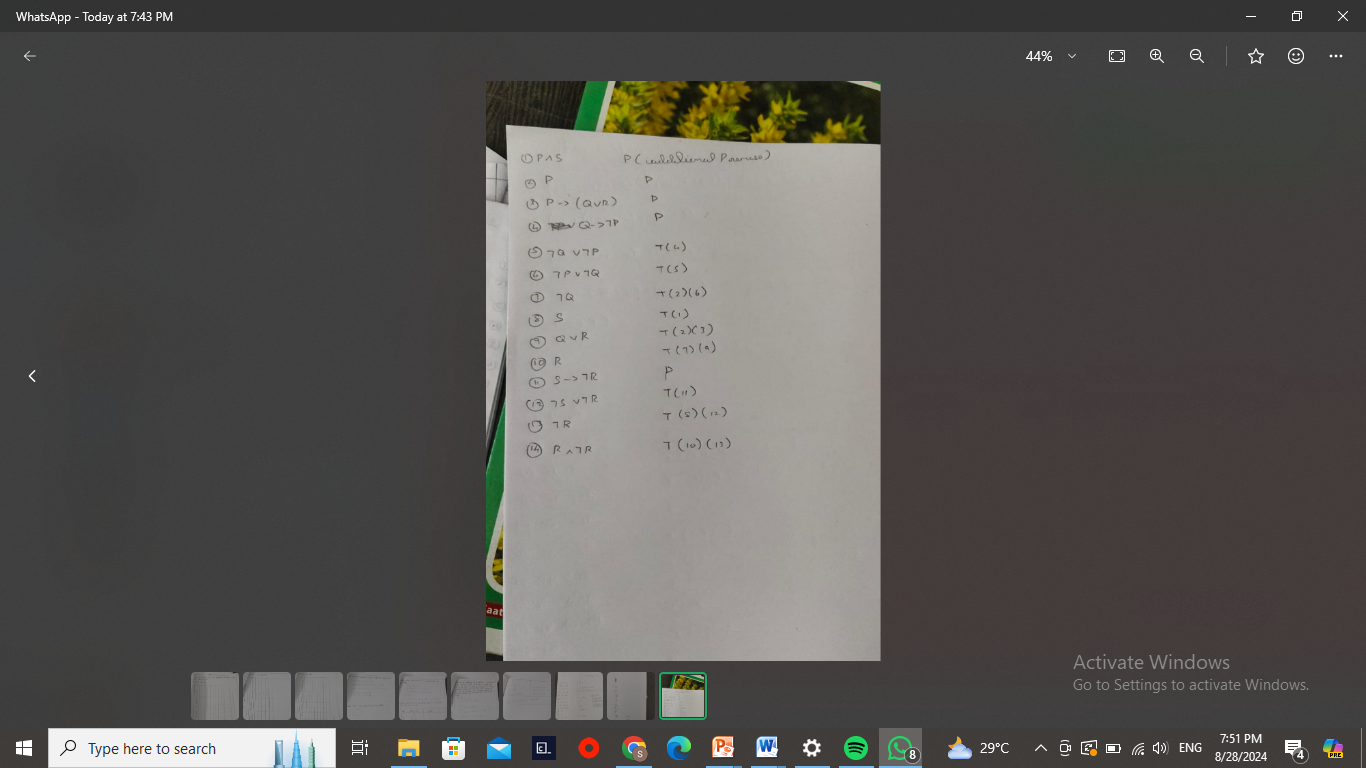 WhatsApp - Today at 7:43 PM
44%
① P∧S P (additional Premise)
② P P
③ P -> (Q∨R) P
④ Q->¬P P
⑤ ¬Q ∨¬P T(4)
⑥ ¬P∨¬Q T(5)
⑦ ¬Q T(2)(6)
⑧ S T(1)
⑨ Q∨R T(2)(3)
⑩ R T(7)(9)
⑪ S->¬R P
⑫ ¬S ∨¬R T(11)
⑬ ¬R T(8)(12)
⑭ R∧¬R T(10)(13)
aat
Activate Windows
Go to Settings to activate Windows.
Type here to search
8
29°C
ENG
7:51 PM
8/28/2024
4
PRE